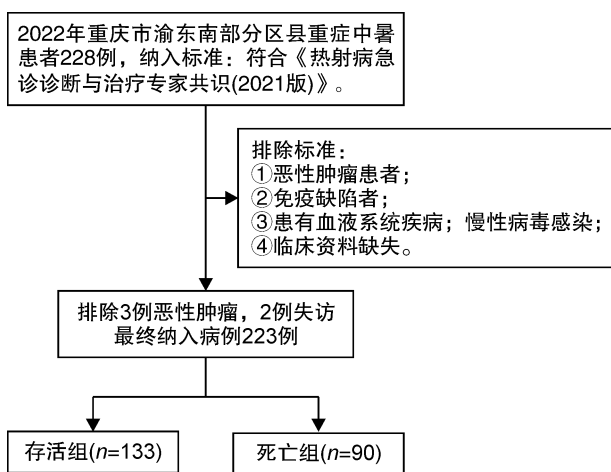 2022年重庆市渝东南部分区县重症中暑
患者228例，纳入标准：符合《热射病急
诊诊断与治疗专家共识(2021版)》。
排除标准：
①恶性肿瘤患者；
②免疫缺陷者；
③患有血液系统疾病；慢性病毒感染；
④临床资料缺失。
排除3例恶性肿瘤，2例失访
最终纳入病例223例
存活组(n=133)
死亡组(n=90)